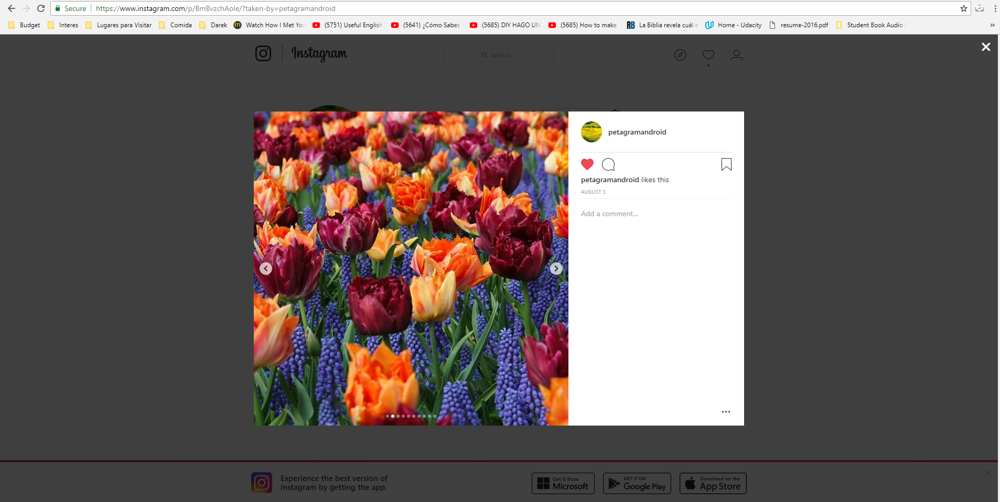 Secure https://www.instagram.com/p/BmBvzchAole/?taken-by=petagramandroid
Budget Interes Lugares para Visitar Comida Darek Watch How I Met You (5751) Useful English (5641) ¿Cómo Sabes (5685) DIY HAGO UN (5685) How to make RB La Biblia revela cuál e Home - Udacity resume-2016.pdf Student Book Audio
Instagram
Search
petagramandroid
petagramandroid likes this
AUGUST 3
Add a comment...
Experience the best version of
Instagram by getting the app.
Get it from
Microsoft
GET IT ON
Google Play
Download on the
App Store